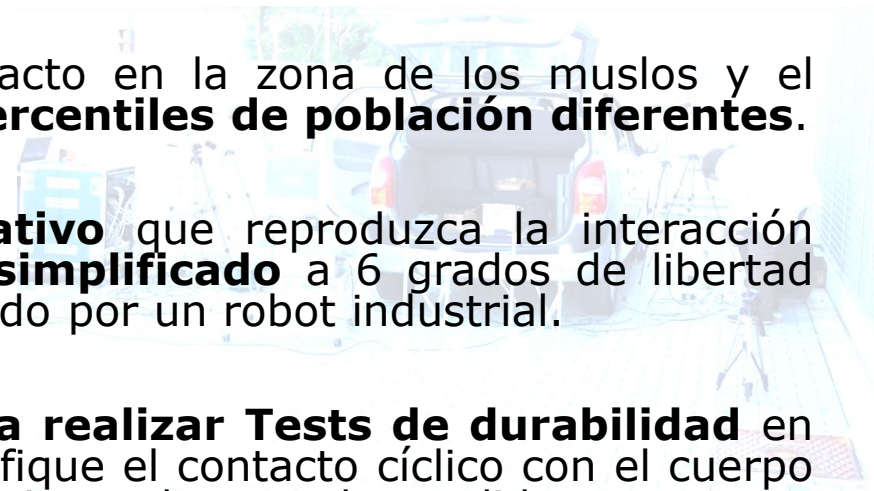 acto en la zona de los muslos y el
ercentiles de población diferentes.
ativo que reproduzca la interacción
simplificado a 6 grados de libertad
do por un robot industrial.
a realizar Tests de durabilidad en
ifique el contacto cíclico con el cuerpo